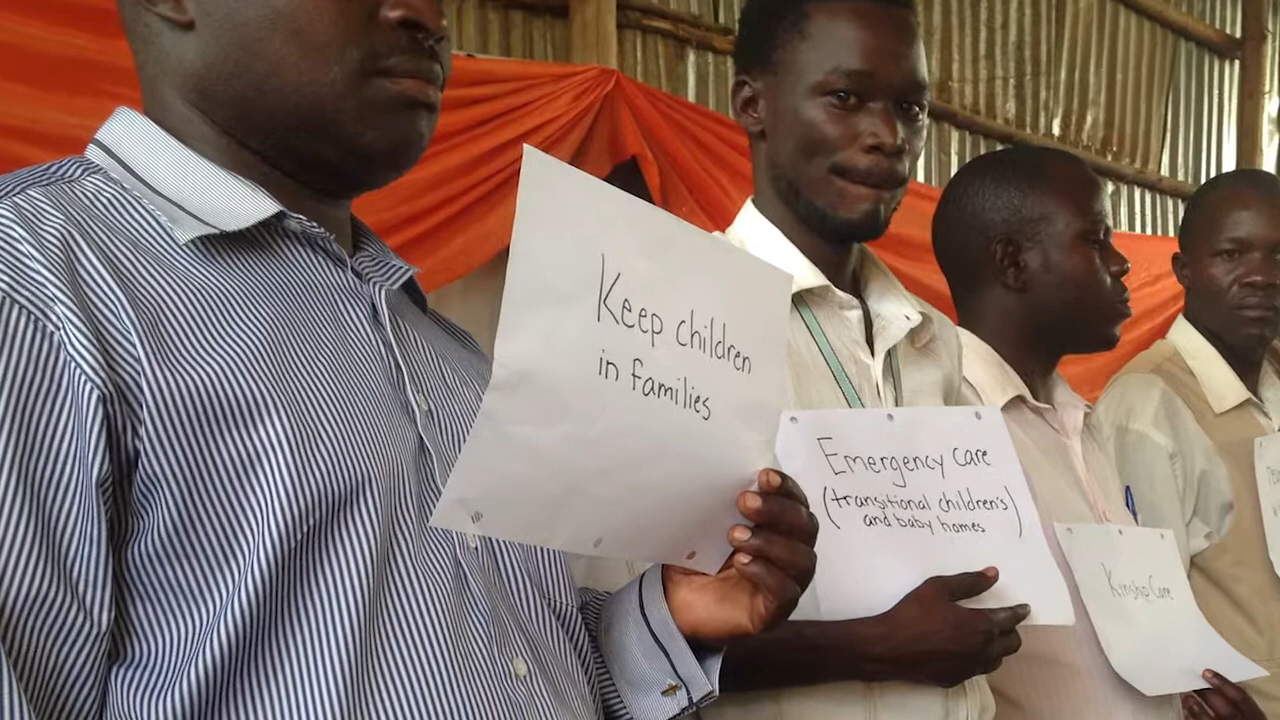 Keep children
in families
Emergency care
(transitional children's)
and baby homes
Kinship Care